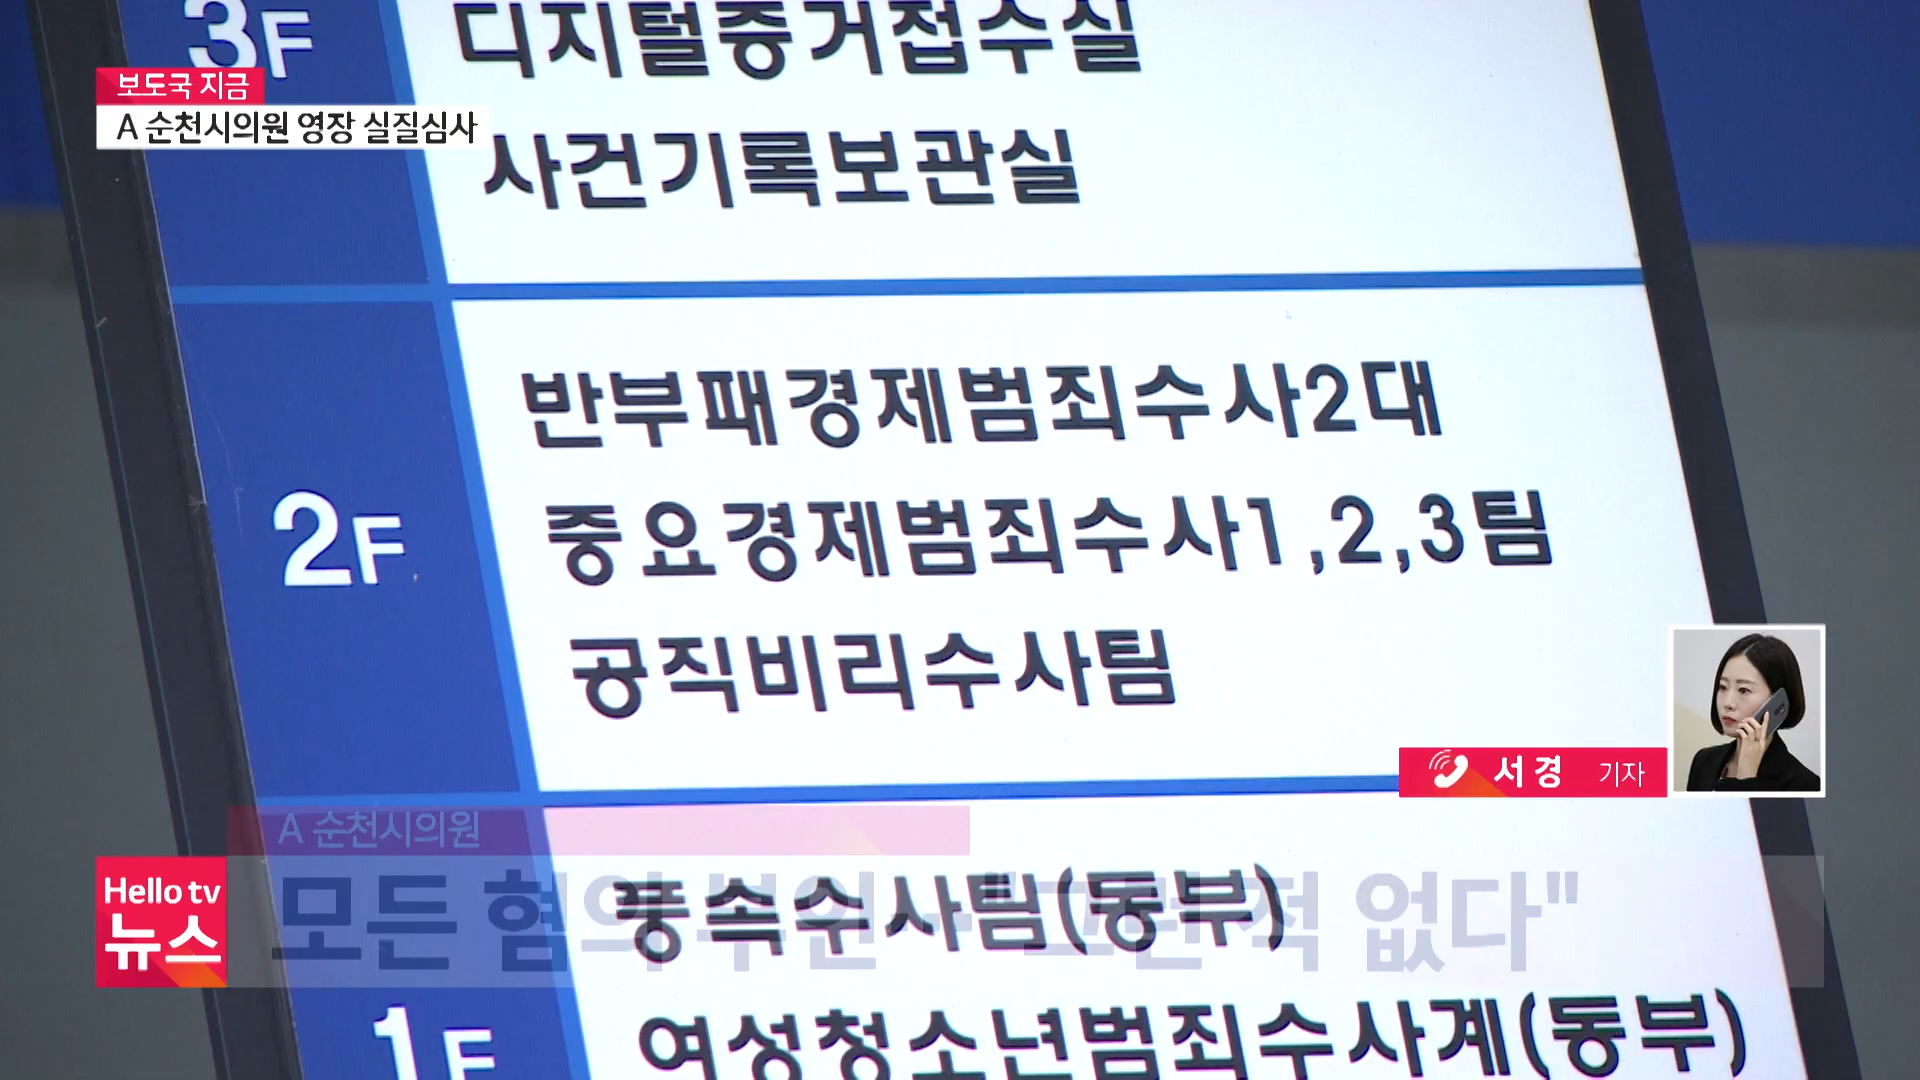 3F
디지털증거접수실
보도국 지금
A 순천시의원 영장 실질심사
사건기록보관실
2F
반부패경제범죄수사2대
중요경제범죄수사1,2,3팀
공직비리수사팀
서경 기자
A 순천시의원
Hello tv
뉴스
모든 혐의 부인…"그런 적 없다"
풍속수사팀(동부)
1F
여성청소년범죄수사계(동부)